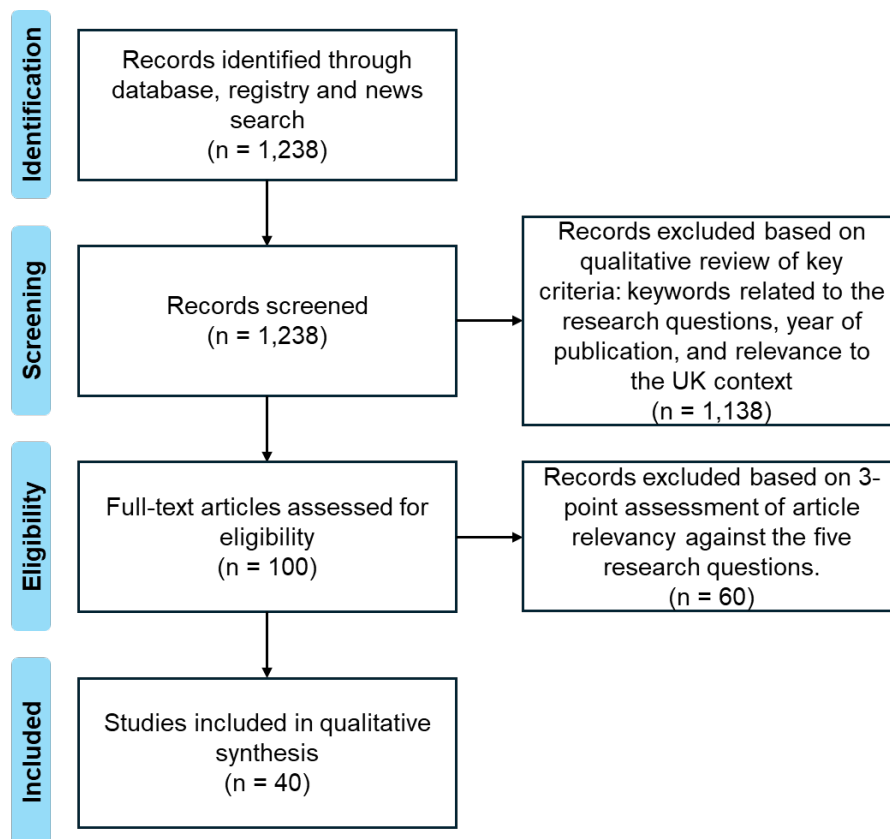 Identification
Records identified through
database, registry and news
search
(n = 1,238)
Screening
Records screened
(n = 1,238)
Records excluded based on
qualitative review of key
criteria: keywords related to the
research questions, year of
publication, and relevance to
the UK context
(n = 1,138)
Eligibility
Full-text articles assessed for
eligibility
(n = 100)
Records excluded based on 3-
point assessment of article
relevancy against the five
research questions.
(n = 60)
Included
Studies included in qualitative
synthesis
(n = 40)